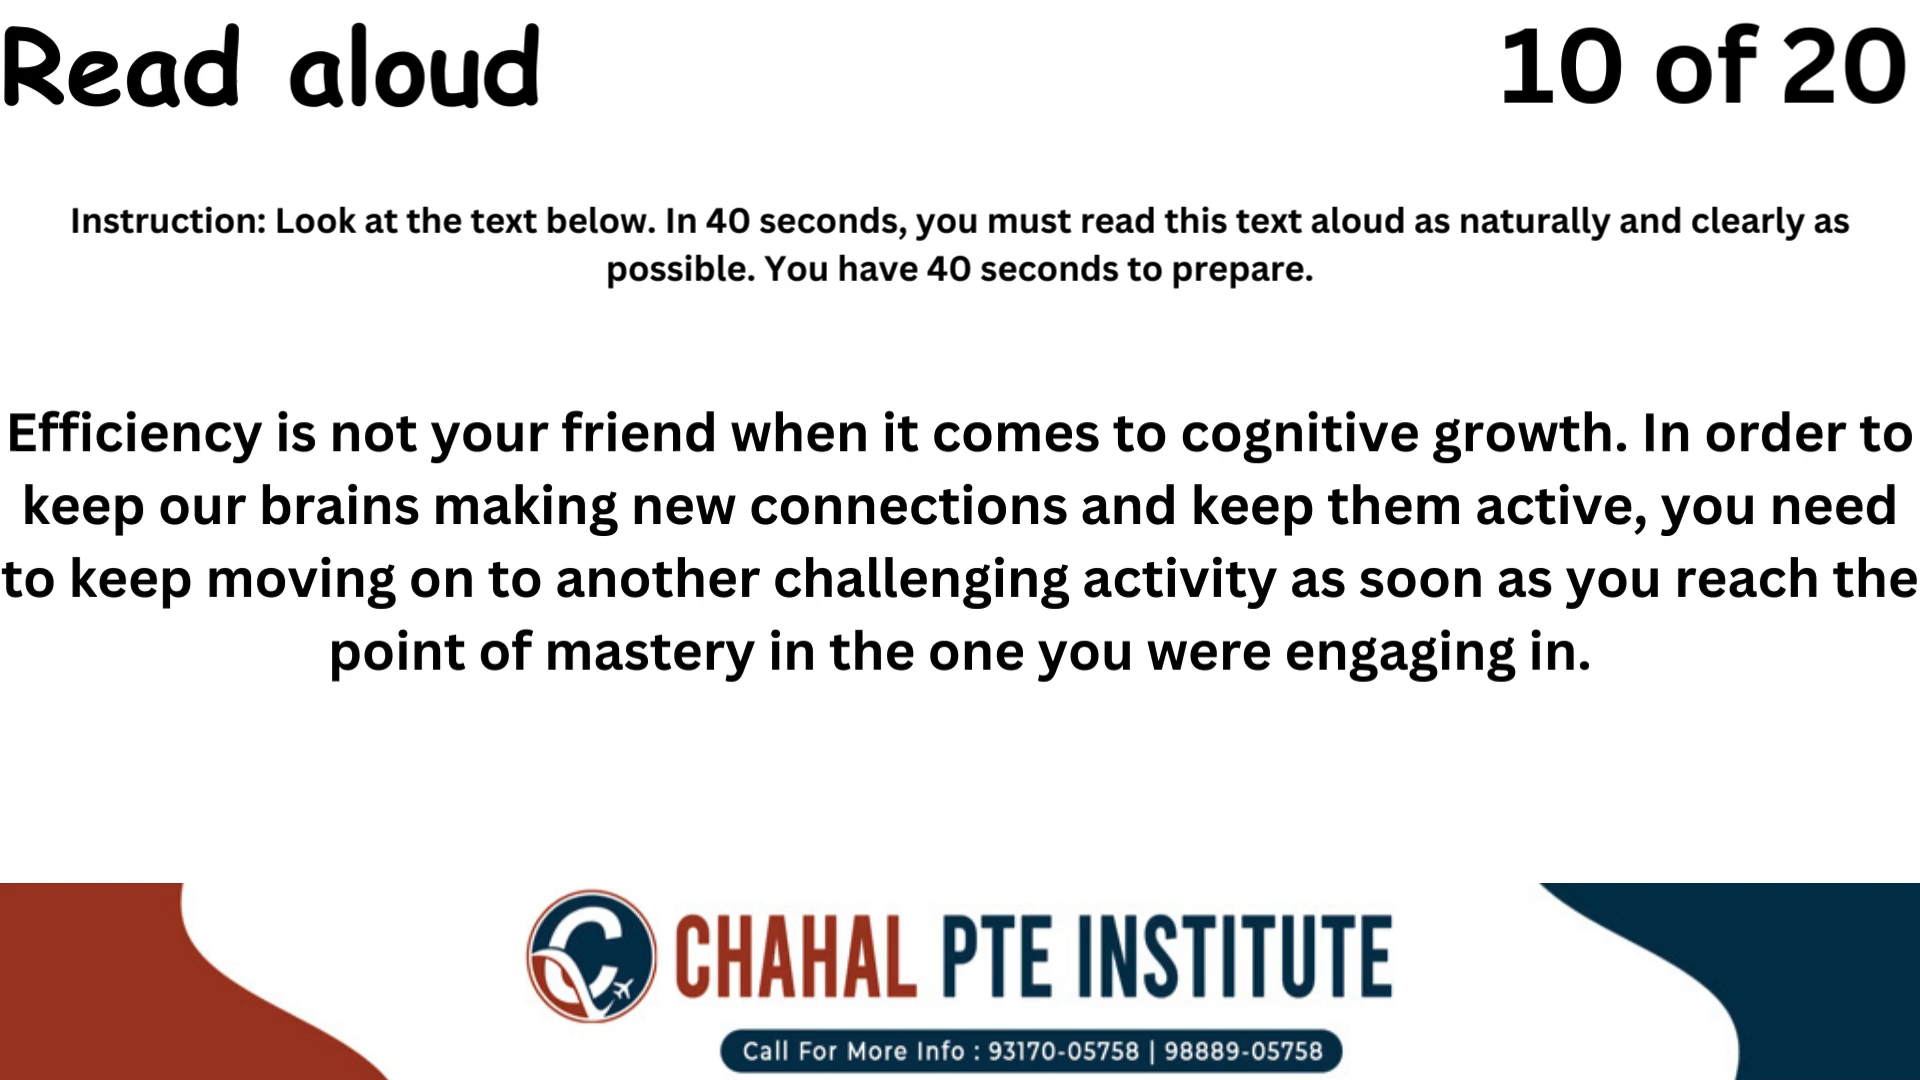 Read aloud
10 of 20
Instruction: Look at the text below. In 40 seconds, you must read this text aloud as naturally and clearly as
possible. You have 40 seconds to prepare.
Efficiency is not your friend when it comes to cognitive growth. In order to
keep our brains making new connections and keep them active, you need
to keep moving on to another challenging activity as soon as you reach the
point of mastery in the one you were engaging in.
CHAHAL PTE INSTITUTE
Call For More Info : 93170-05758 | 98889-05758